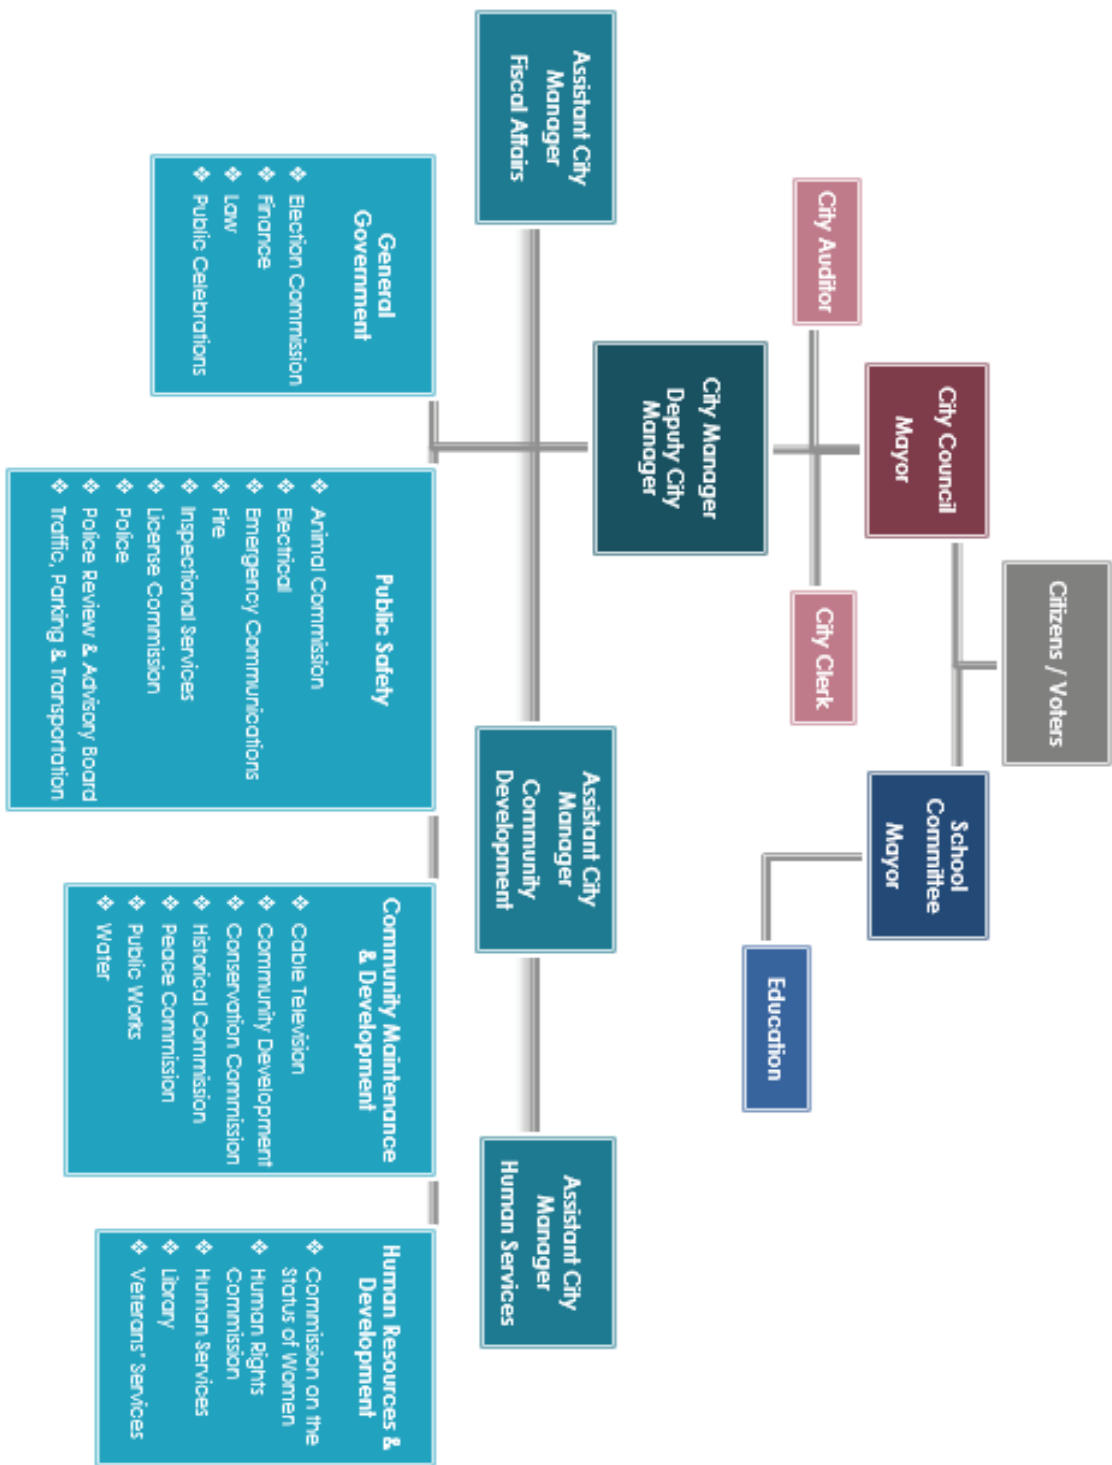 Citizens / Voters
City Council
Mayor
School
Committee
Mayor
City Auditor
City Clerk
Education
City Manager
Deputy City
Manager
Assistant City
Manager
Fiscal Affairs
Assistant City
Manager
Community
Development
Assistant City
Manager
Human Services
General
Government
❖ Election Commission
❖ Finance
❖ Law
❖ Public Celebrations
Public Safety
❖ Animal Commission
❖ Electrical
❖ Emergency Communications
❖ Fire
❖ Inspectional Services
❖ License Commission
❖ Police
❖ Police Review & Advisory Board
❖ Traffic, Parking & Transportation
Community Maintenance
& Development
❖ Cable Television
❖ Community Development
❖ Conservation Commission
❖ Historical Commission
❖ Peace Commission
❖ Public Works
❖ Water
Human Resources &
Development
❖ Commission on the
Status of Women
❖ Human Rights
Commission
❖ Human Services
❖ Library
❖ Veterans' Services